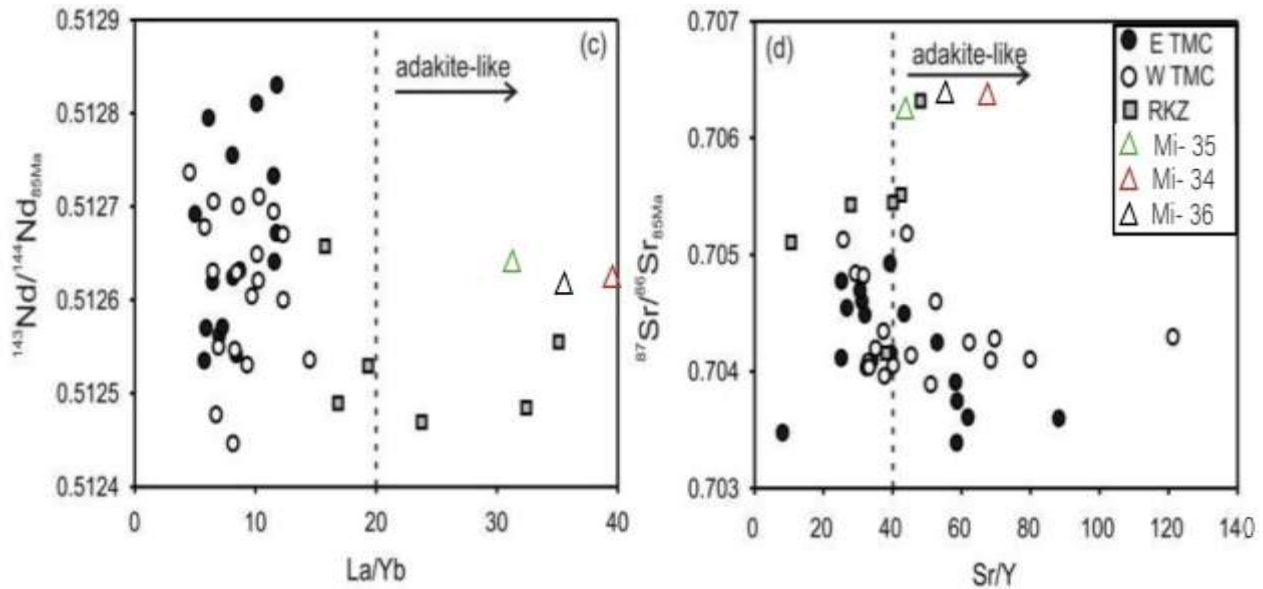 0.5129
0.5128
0.5127
0.5126
0.5125
0.5124
143Nd/144Nd85Ma
(c)
adakite-like
0
10
20
30
40
La/Yb
0.707
0.706
0.705
0.704
0.703
87Sr/86Sr85Ma
(d)
adakite-like
E TMC
W TMC
RKZ
Mi- 35
Mi- 34
Mi- 36
0
20
40
60
80
100
120
140
Sr/Y